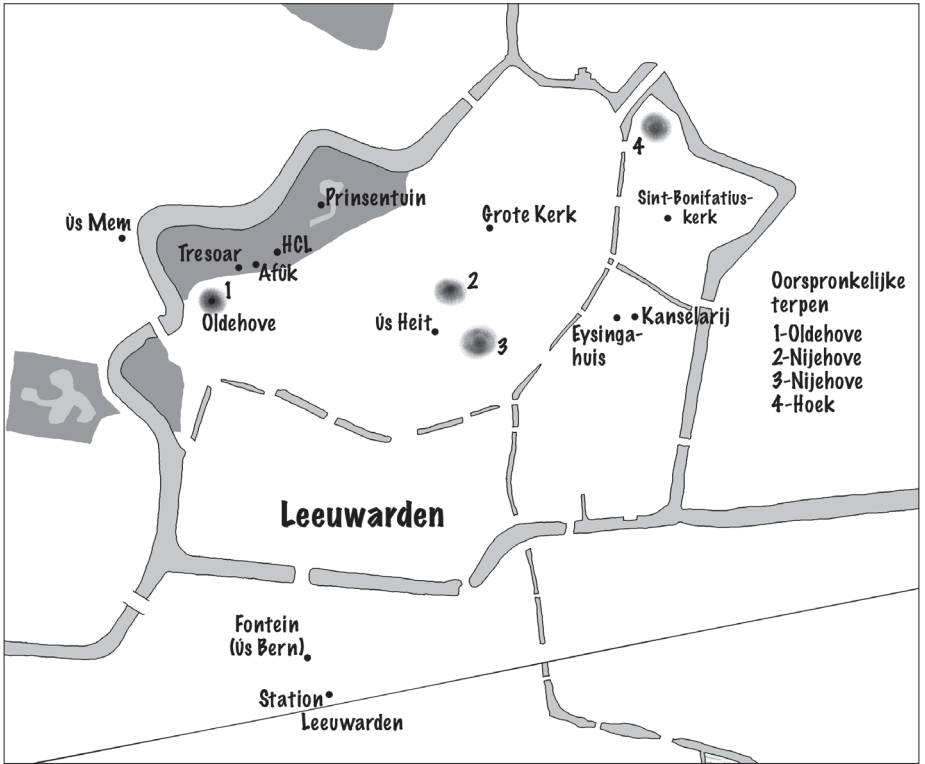 Prinsentuin
ùs Mem
HCL
Tresoar
Afûk
1
Oldehove
Grote Kerk
2
ús Heit
3
4
Sint-Bonifatius-
kerk
Kanselarij
Eysinga-
huis
Oorspronkelijke
terpen
1-Oldehove
2-Nijehove
3-Nijehove
4-Hoek
Leeuwarden
Fontein
(ús Bern)
Station
Leeuwarden